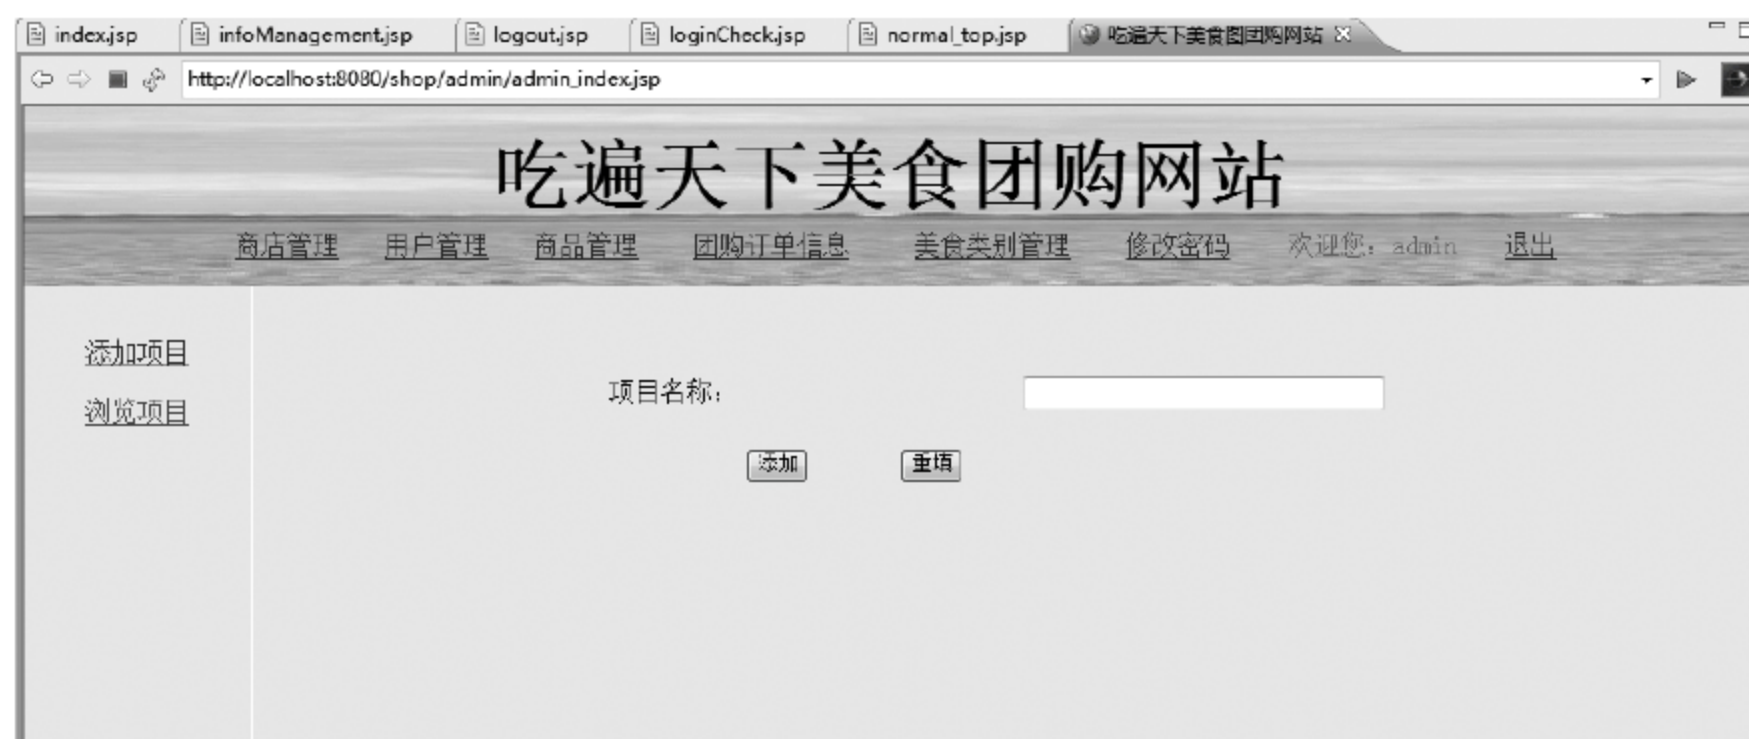 index.jsp infoManagement.jsp logout.jsp loginCheck.jsp normal_top.jsp 吃遍天下美食图团购网站
http://localhost:8080/shop/admin/admin_index.jsp
吃遍天下美食团购网站
商店管理 用户管理 商品管理 团购订单信息 美食类别管理 修改密码 欢迎您：admin 退出
添加项目
项目名称：
浏览项目
添加 重填